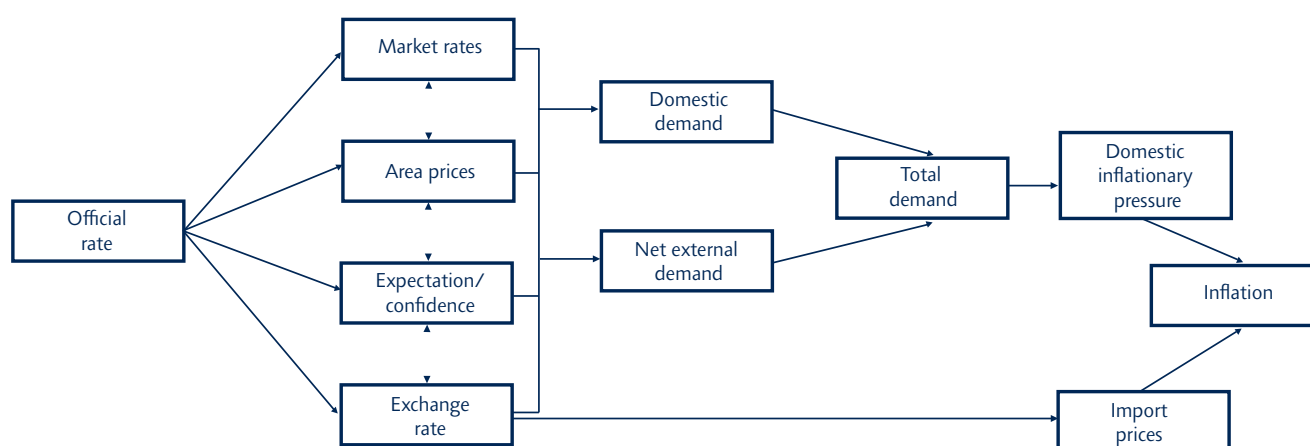 Market rates
Area prices
Official
rate
Expectation/
confidence
Exchange
rate
Domestic
demand
Net external
demand
Total
demand
Domestic
inflationary
pressure
Inflation
Import
prices